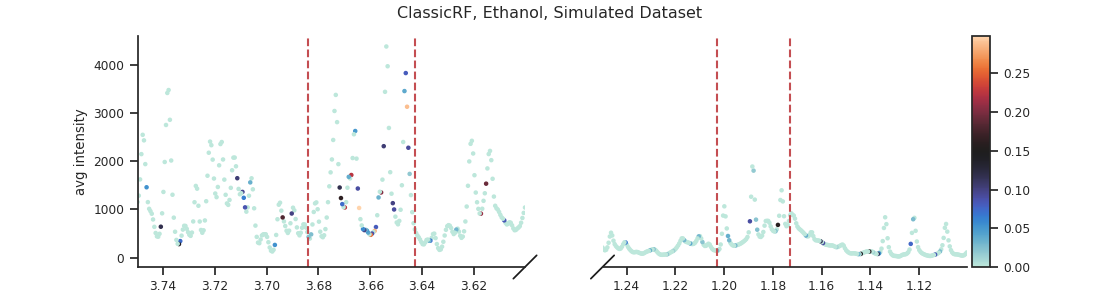 ClassicRF, Ethanol, Simulated Dataset
avg intensity
4000
3000
2000
1000
0
3.74 3.72 3.70 3.68 3.66 3.64 3.62
1.24 1.22 1.20 1.18 1.16 1.14 1.12
0.25
0.20
0.15
0.10
0.05
0.00